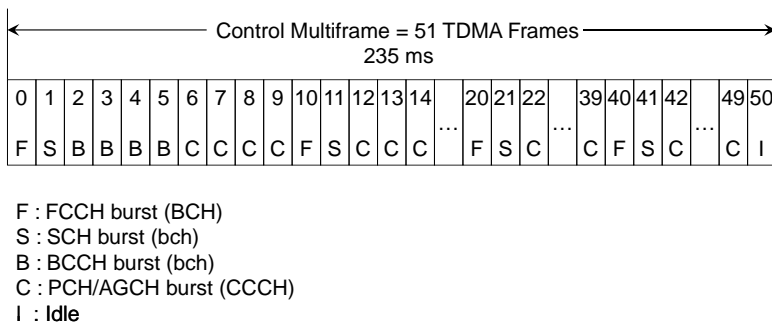 Control Multiframe = 51 TDMA Frames
235 ms
0 1 2 3 4 5 6 7 8 9 10 11 12 13 14 ... 20 21 22 ... 39 40 41 42 ... 49 50
F S B B B B C C C C F S C C C F S C C F S C C I
F : FCCH burst (BCH)
S : SCH burst (bch)
B : BCCH burst (bch)
C : PCH/AGCH burst (CCCH)
I : Idle